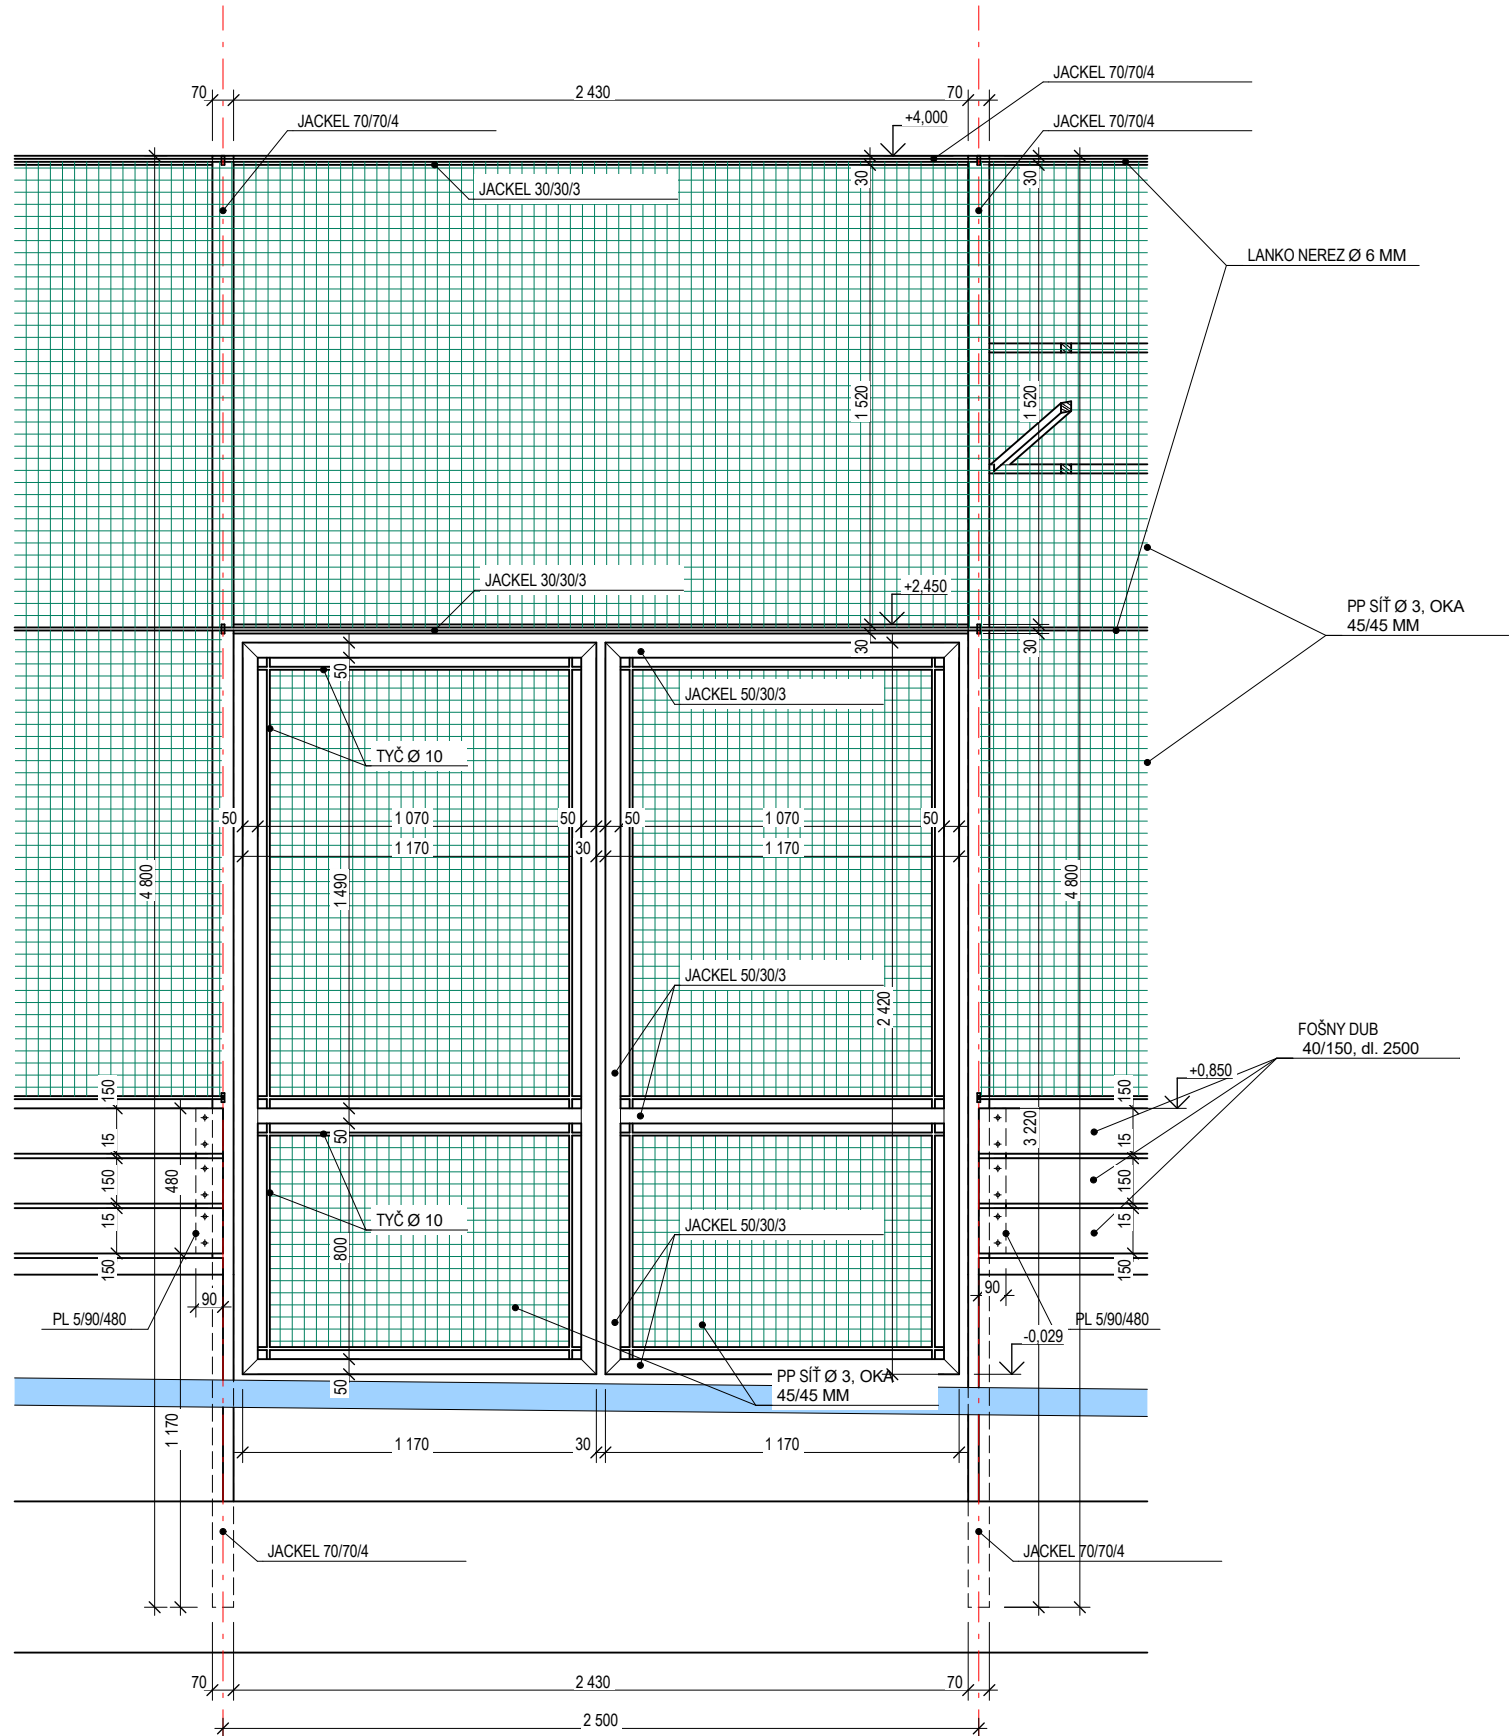 JACKEL 70/70/4
70
2 430
70
+4,000
JACKEL 70/70/4
JACKEL 70/70/4
30
30
JACKEL 30/30/3
LANKO NEREZ Ø 6 MM
1 520
1 520
JACKEL 30/30/3
+2,450
PP SÍŤ Ø 3, OKA
45/45 MM
30
30
50
JACKEL 50/30/3
TYČ Ø 10
50
1 070
50
50
1 070
50
1 170
30
1 170
4 800
1 490
4 800
JACKEL 50/30/3
2 420
FOŠNY DUB
40/150, dl. 2500
+0,850
150
150
15
50
3 220
15
150
480
150
15
TYČ Ø 10
15
JACKEL 50/30/3
800
150
150
90
90
PL 5/90/480
PL 5/90/480
-0,029
50
PP SÍŤ Ø 3, OKA
45/45 MM
1 170
1 170
30
1 170
JACKEL 70/70/4
JACKEL 70/70/4
70
2 430
70
2 500